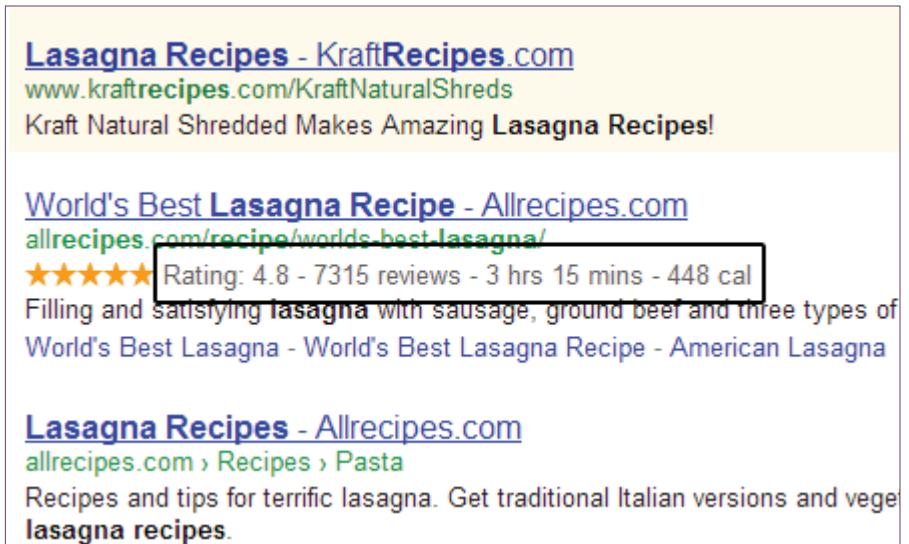 Lasagna Recipes - KraftRecipes.com
www.kraftrecipes.com/KraftNaturalShreds
Kraft Natural Shredded Makes Amazing Lasagna Recipes!
World's Best Lasagna Recipe - Allrecipes.com
allrecipes.com/recipe/worlds-best-lasagna/
★★★★★ Rating: 4.8 - 7315 reviews - 3 hrs 15 mins - 448 cal
Filling and satisfying lasagna with sausage, ground beef and three types of
World's Best Lasagna - World's Best Lasagna Recipe - American Lasagna
Lasagna Recipes - Allrecipes.com
allrecipes.com › Recipes › Pasta
Recipes and tips for terrific lasagna. Get traditional Italian versions and vege
lasagna recipes.